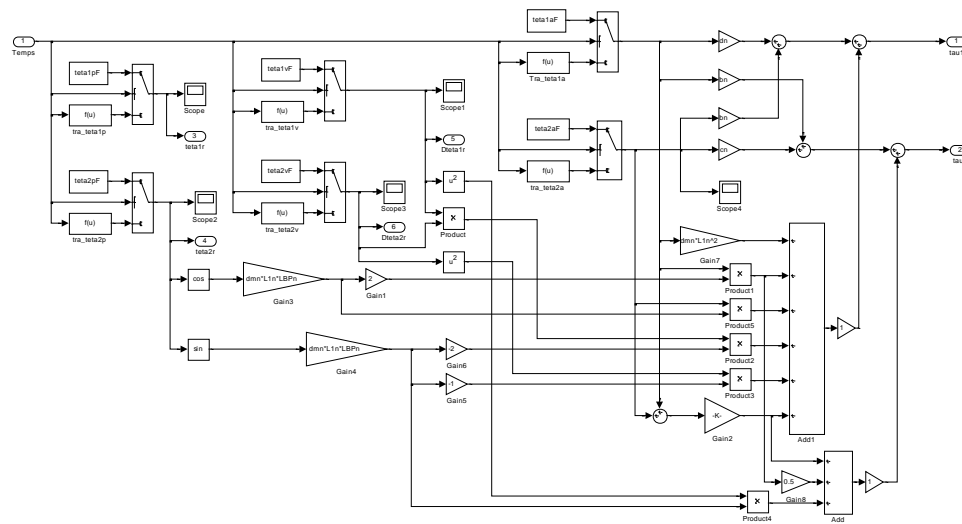 1
Temps
teta1pF
f(u)
tra_teta1p
Scope
3
teta1r
teta2pF
f(u)
tra_teta2p
Scope2
4
teta2r
teta1vF
f(u)
tra_teta1v
Scope1
5
Dteta1r
teta2vF
f(u)
tra_teta2v
Scope3
6
Dteta2r
u²
×
Product
u²
teta1aF
f(u)
Tra_teta1a
teta2aF
f(u)
tra_teta2a
dn
bn
bn
cn
Scope4
1
tau1
2
tau
cos
dmn*L1n*LBPn
Gain3
2
Gain1
sin
dmn*L1n*LBPn
Gain4
-2
Gain6
-1
Gain5
dmn*L1n^2
Gain7
×
Product1
×
Product5
×
Product2
×
Product3
-K-
Gain2
Add1
1
0.5
Gain8
×
Product4
Add
1